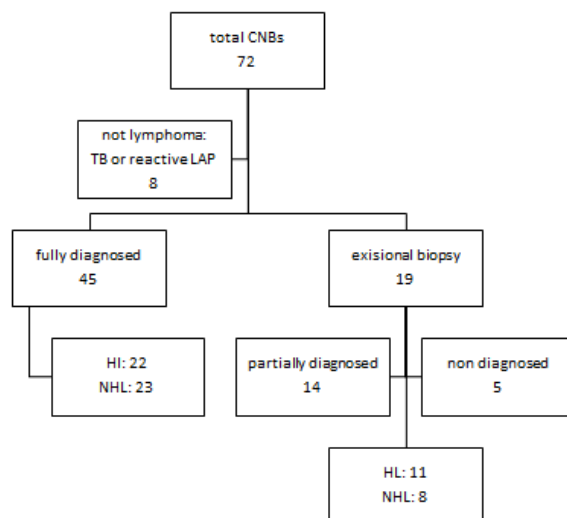 total CNBs
72
not lymphoma:
TB or reactive LAP
8
fully diagnosed
45
exisional biopsy
19
HI: 22
NHL: 23
partially diagnosed
14
non diagnosed
5
HL: 11
NHL: 8